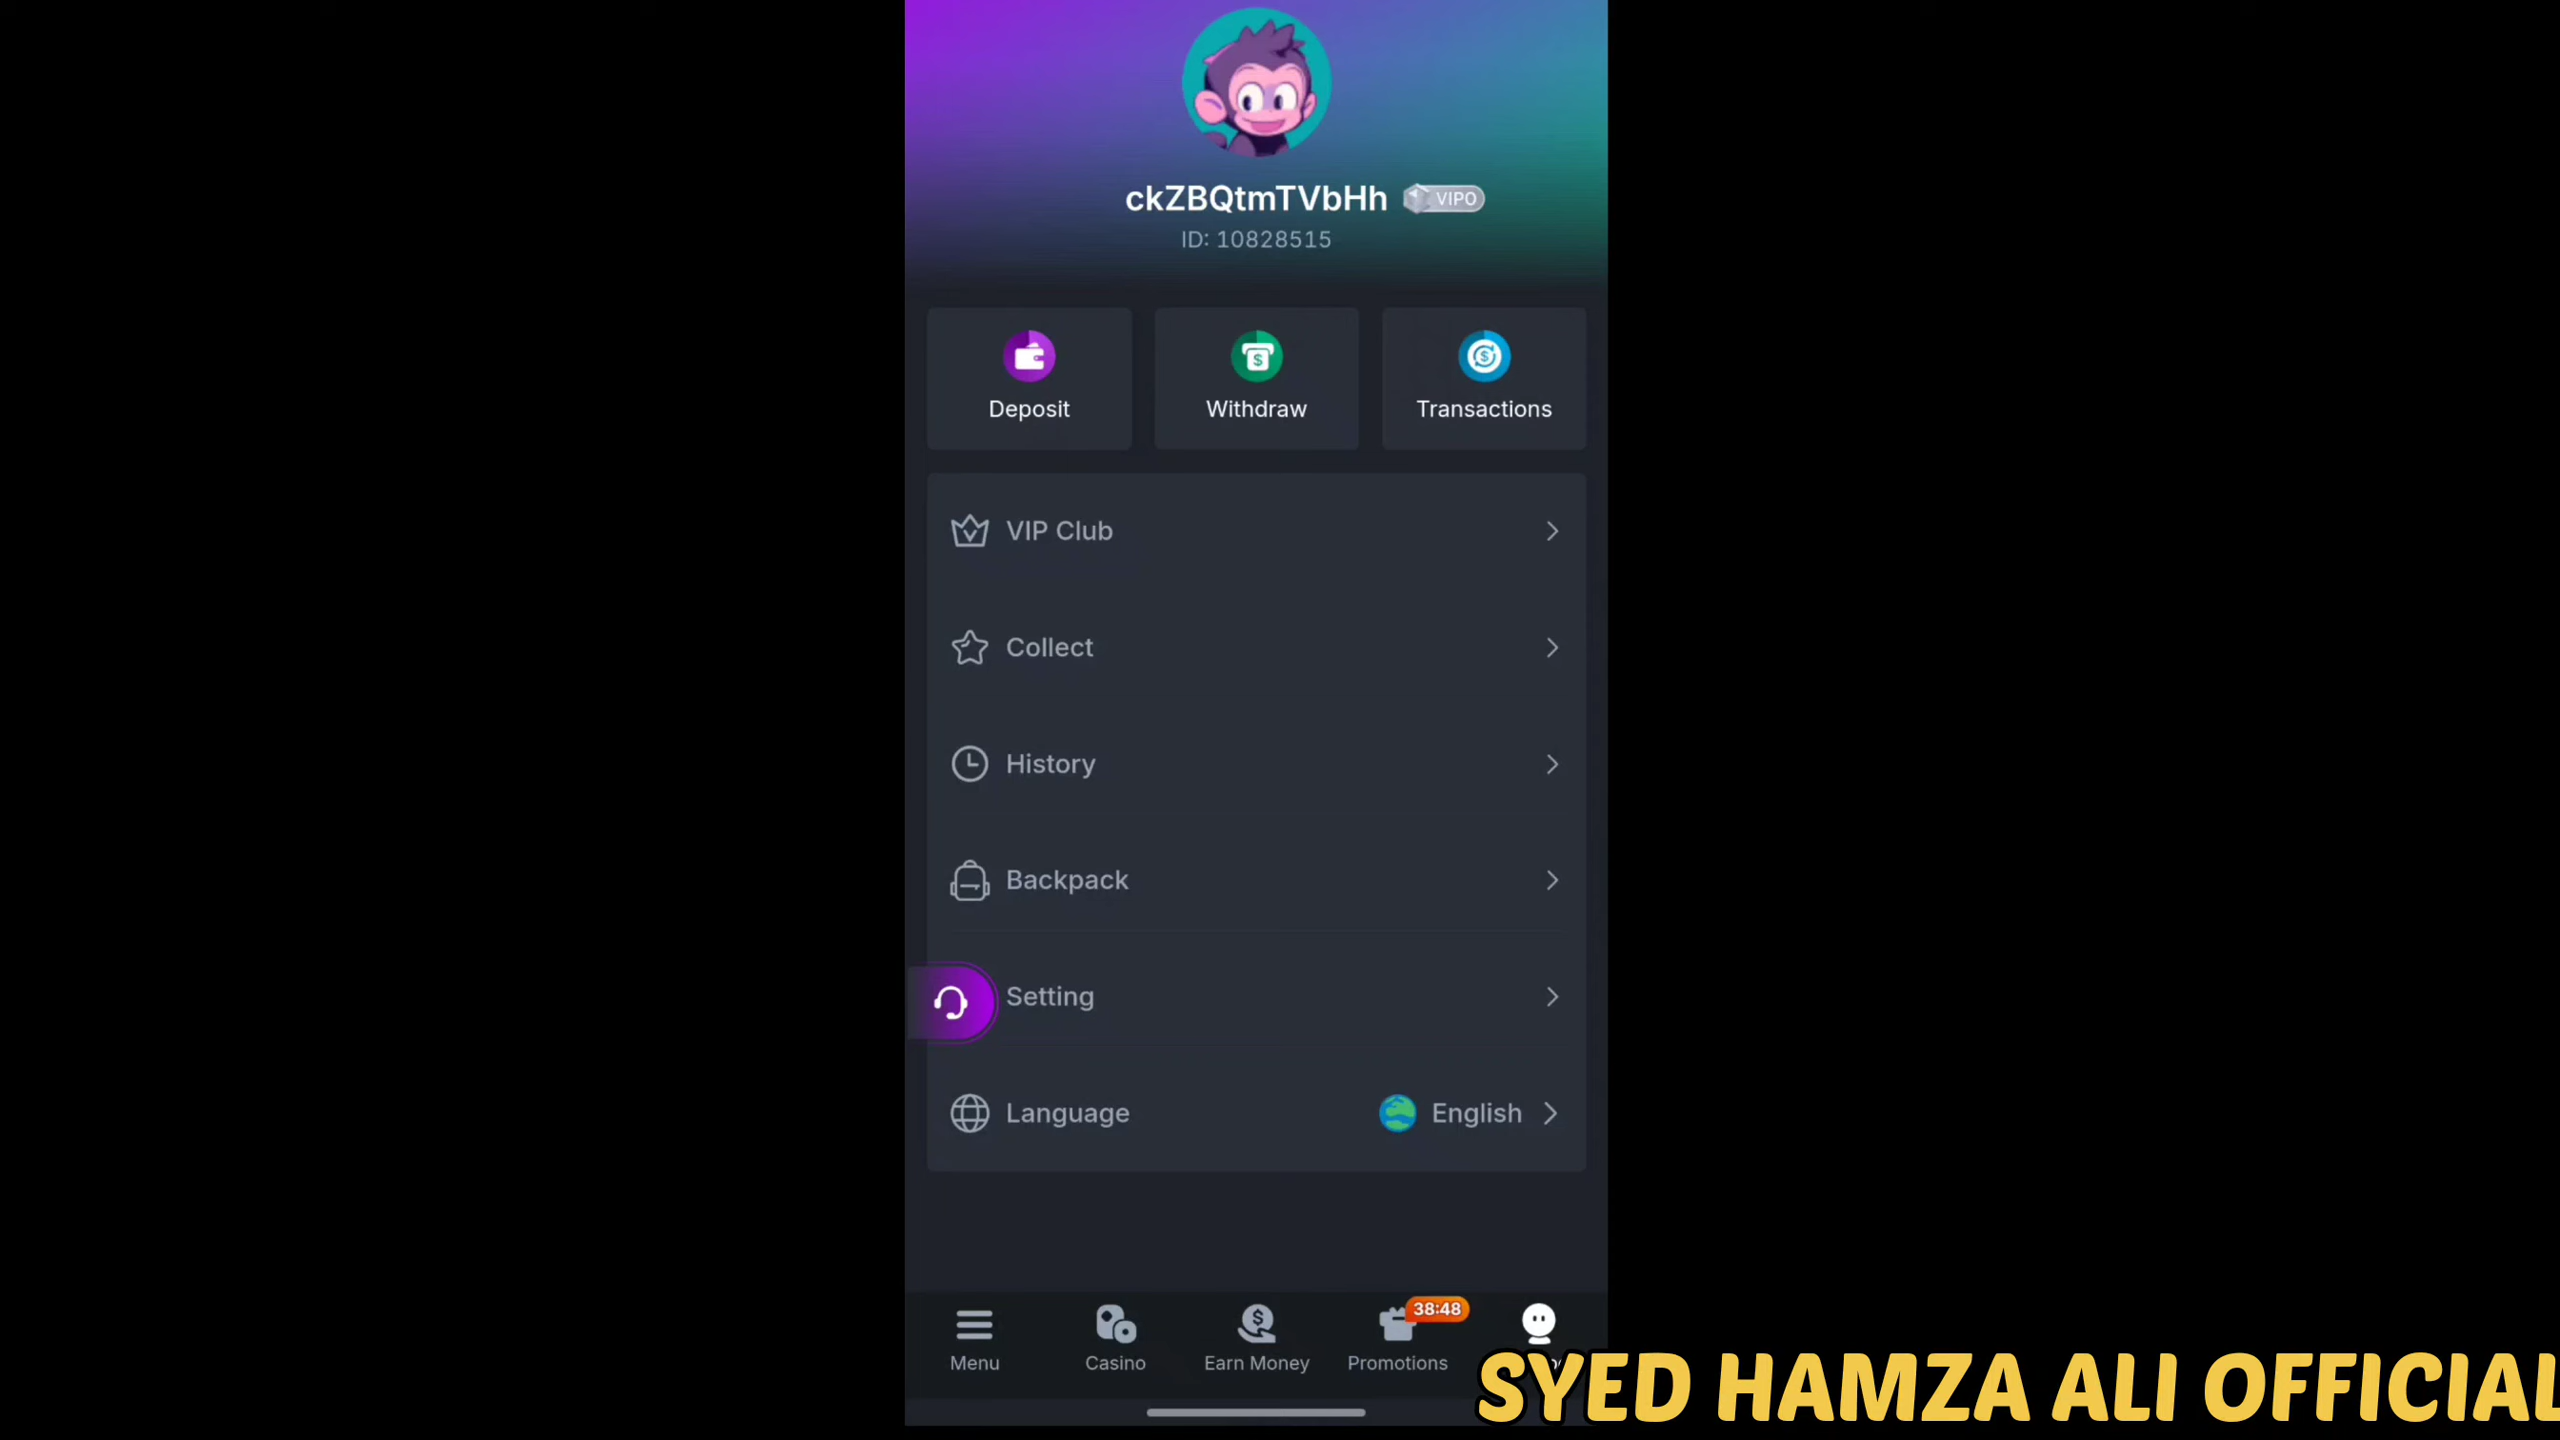 ckZBQtmTVbHh
VIP0
ID: 10828515
Deposit
Withdraw
Transactions
VIP Club
Collect
History
Backpack
Setting
Language
English
38:48
Menu
Casino
Earn Money
Promotions
SYED HAMZA ALI OFFICIAL